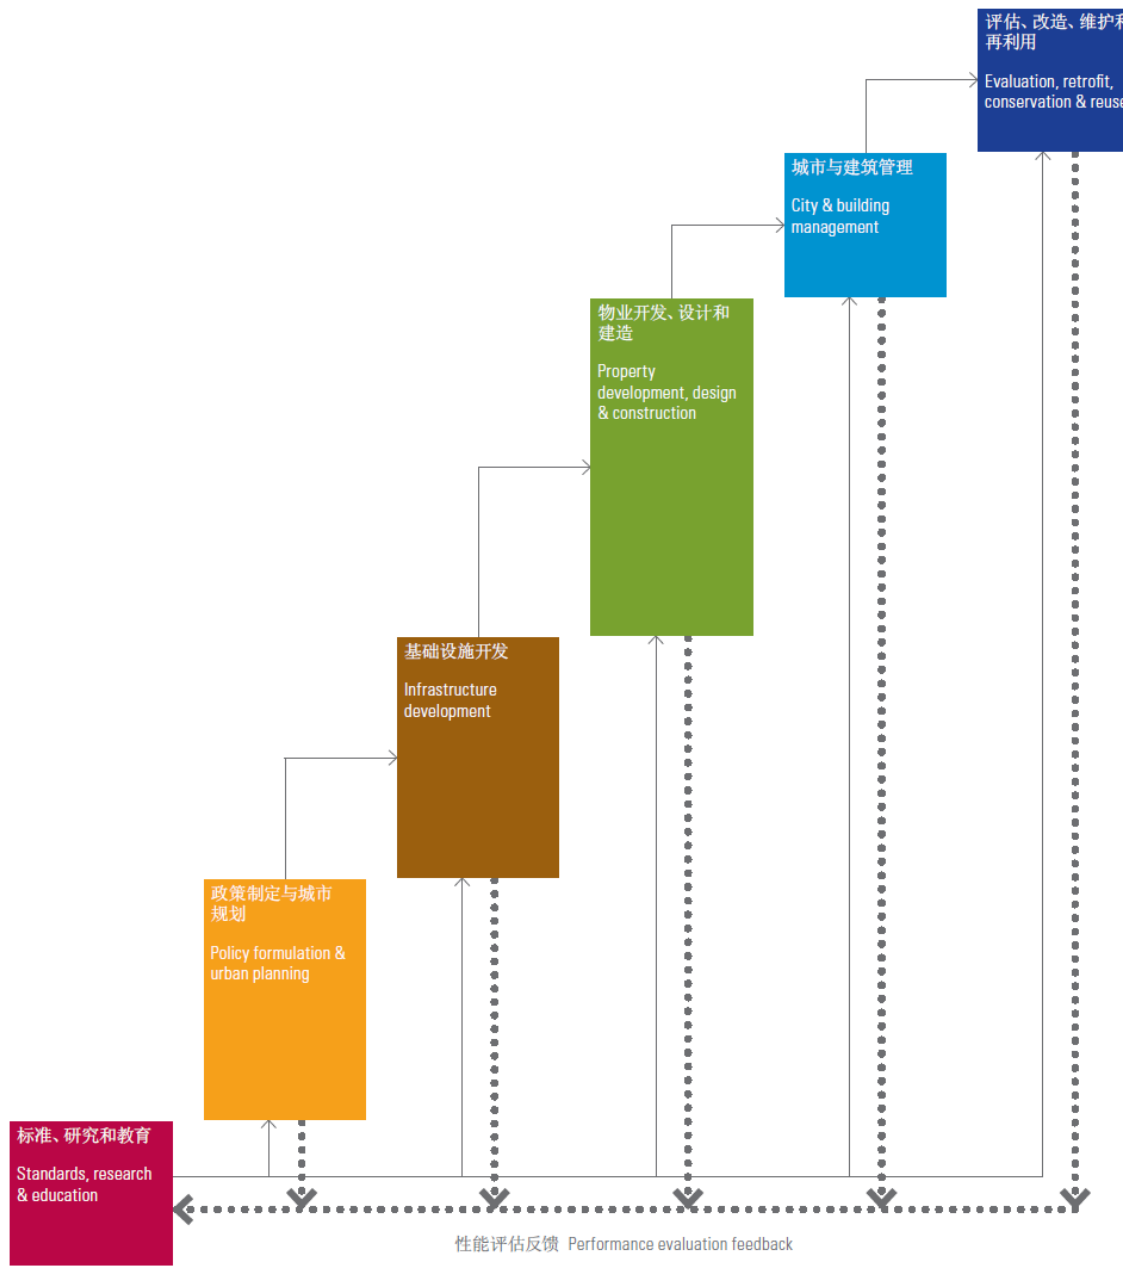 评估、改造、维护和
再利用
Evaluation, retrofit,
conservation & reuse
城市与建筑管理
City & building
management
物业开发、设计和
建造
Property
development, design
& construction
基础设施开发
Infrastructure
development
政策制定与城市
规划
Policy formulation &
urban planning
标准、研究和教育
Standards, research
& education
性能评估反馈 Performance evaluation feedback